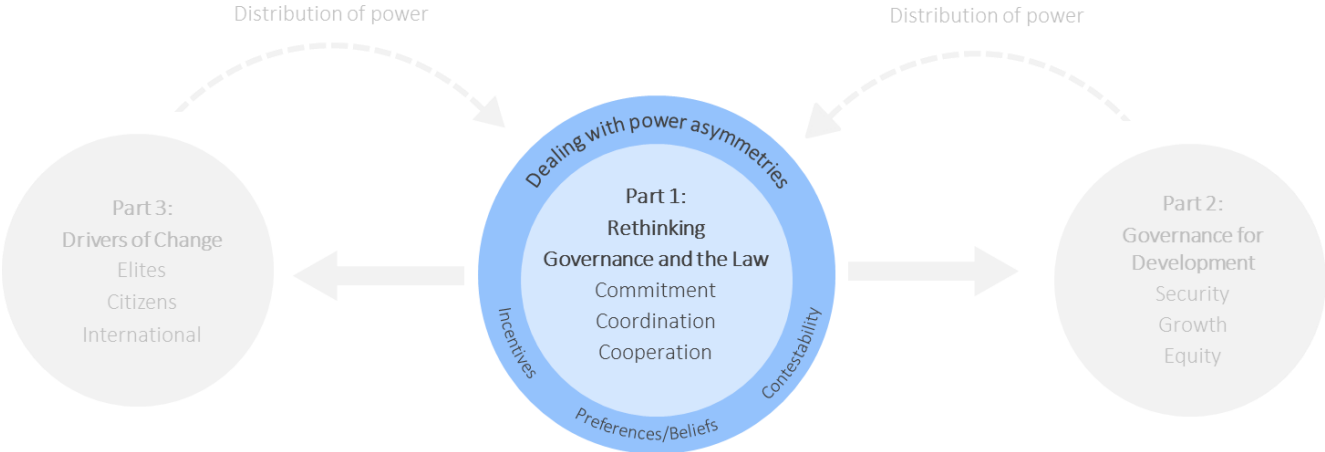 Distribution of power
Distribution of power
Dealing with power asymmetries
Part 3:
Drivers of Change
Elites
Citizens
International
Part 1:
Rethinking
Governance and the Law
Commitment
Coordination
Cooperation
Incentives
Preferences/Beliefs
Contestability
Part 2:
Governance for
Development
Security
Growth
Equity